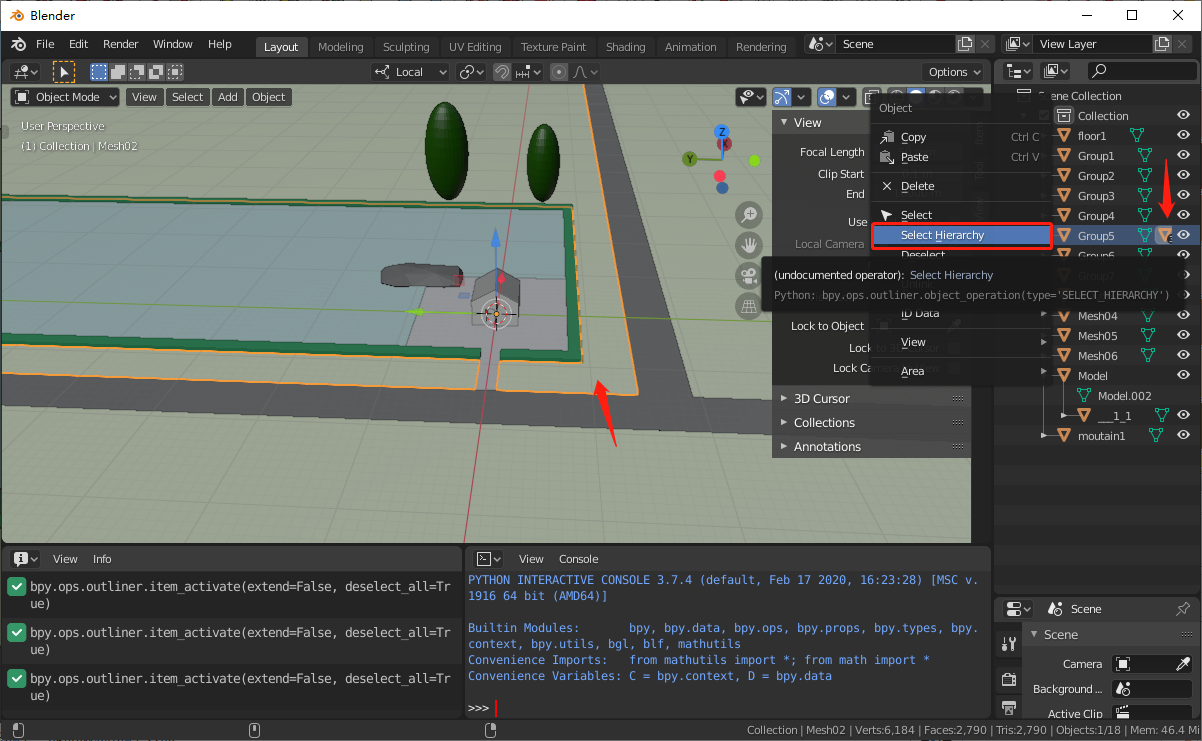 Blender
File Edit Render Window Help
Layout Modeling Sculpting UV Editing Texture Paint Shading Animation Rendering
Scene
View Layer
Local
Options
Object Mode View Select Add Object
User Perspective
(1) Collection | Mesh02
Z
X
Y
View
Focal Length
Clip Start
End
Use
Local Camera
Lock to Object
Lock
Lock
3D Cursor
Collections
Annotations
Object
Copy Ctrl C
Paste Ctrl V
Delete
Select
Select Hierarchy
Deselect
(undocumented operator): Select Hierarchy
Python: bpy.ops.outliner.object_operation(type='SELECT_HIERARCHY')
ID Data
View
Area
Scene Collection
Collection
floor1
Group1
Group2
Group3
Group4
Group5
Group6
Mesh04
Mesh05
Mesh06
Model
Model.002
___1_1
moutain1
View Info
bpy.ops.outliner.item_activate(extend=False, deselect_all=Tr
ue)
bpy.ops.outliner.item_activate(extend=False, deselect_all=Tr
ue)
bpy.ops.outliner.item_activate(extend=False, deselect_all=Tr
ue)
View Console
PYTHON INTERACTIVE CONSOLE 3.7.4 (default, Feb 17 2020, 16:23:28) [MSC v.
1916 64 bit (AMD64)]
Builtin Modules: bpy, bpy.data, bpy.ops, bpy.props, bpy.types, bpy.
context, bpy.utils, bgl, blf, mathutils
Convenience Imports: from mathutils import *; from math import *
Convenience Variables: C = bpy.context, D = bpy.data
>>>
Scene
Scene
Camera
Background ...
Active Clip
Collection | Mesh02 | Verts:6,184 | Faces:2,790 | Tris:2,790 | Objects:1/18 | Mem: 46.4 Mi